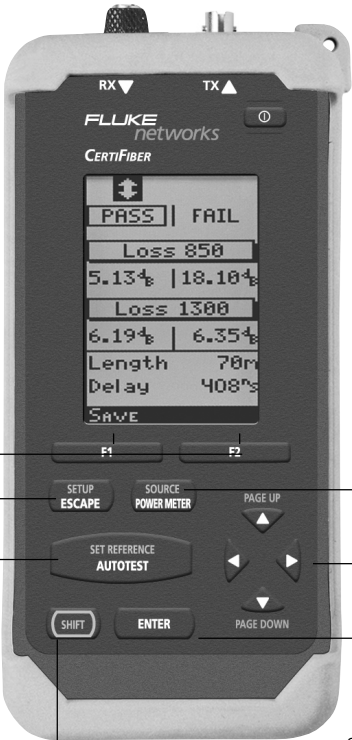 RX▼ TX▲
FLUKE
networks
CERTIFIBER
PASS | FAIL
Loss 850
5.13dB | 18.10dB
Loss 1300
6.19dB | 6.35dB
Length 70m
Delay 408ns
SAVE
F1 F2
SETUP
ESCAPE
SOURCE
POWER METER
PAGE UP
SET REFERENCE
AUTOTEST
PAGE DOWN
SHIFT
ENTER